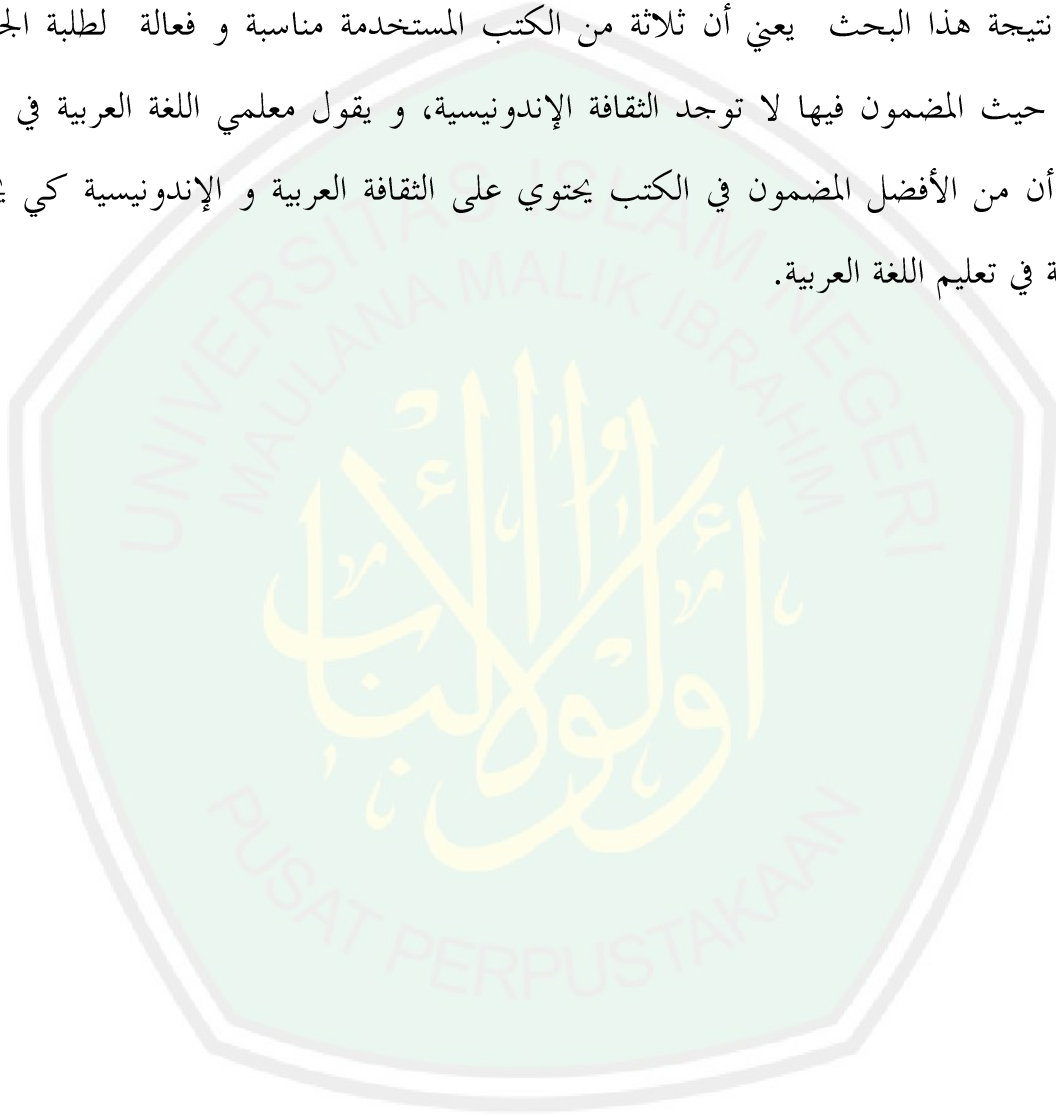 نتيجة هذا البحث يعني أن ثلاثة من الكتب المستخدمة مناسبة و فعالة لطلبة
حيث المضمون فيها لا توجد الثقافة الإندونيسية، و يقول معلمي اللغة العربية في
أن من الأفضل المضمون في الكتب يحتوي على الثقافة العربية و الإندونيسية كي
في تعليم اللغة العربية.
UNIVERSITAS ISLAM NEGERI
MAULANA MALIK IBRAHIM
أولو الألباب
PUSAT PERPUSTAKAAN